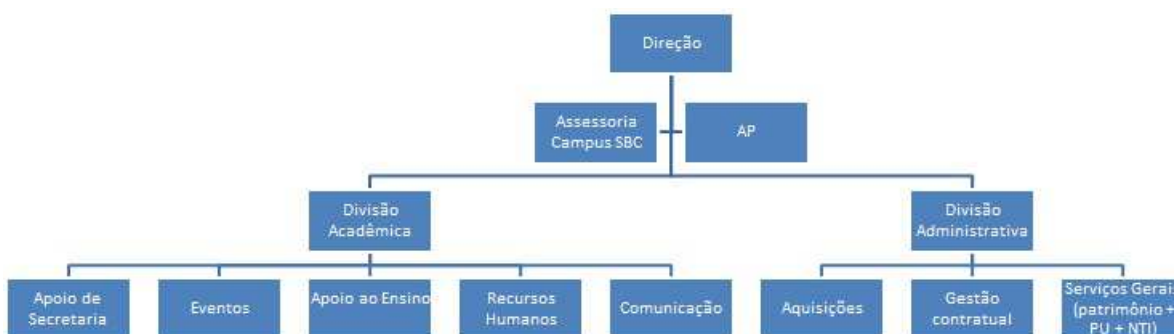 Direção
Assessoria
Campus SBC
AP
Divisão
Acadêmica
Divisão
Administrativa
Apoio de
Secretaria
Eventos
Apoio ao Ensino
Recursos
Humanos
Comunicação
Aquisições
Gestão
contratual
Serviços Gerais
(patrimônio +
PU + NTI)